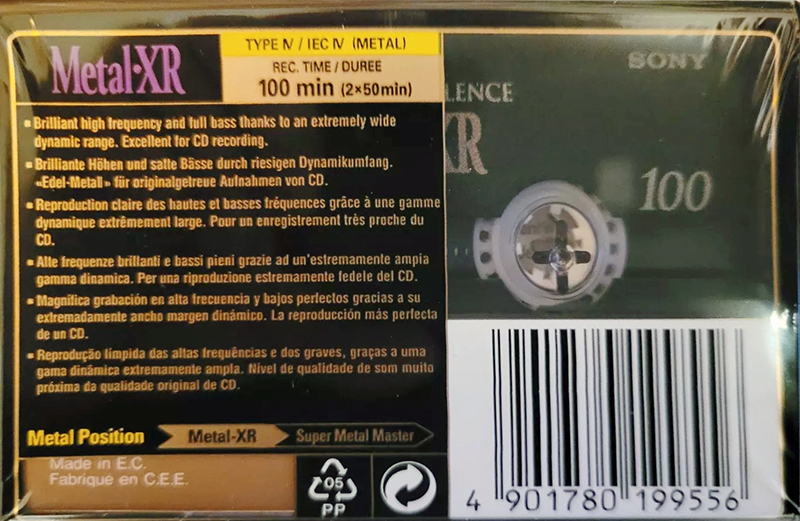 Metal·XR
TYPE IV / IEC IV (METAL)
REC. TIME / DUREE
100 min (2×50min)
▪ Brilliant high frequency and full bass thanks to an extremely wide
dynamic range. Excellent for CD recording.
▪ Brillante Höhen und satte Bässe durch riesigen Dynamikumfang.
«Edel-Metall» für originalgetreue Aufnahmen von CD.
▪ Reproduction claire des hautes et basses fréquences grâce à une gamme
dynamique extrêmement large. Pour un enregistrement très proche du
CD.
▪ Alte frequenze brillanti e bassi pieni grazie ad un'estremamente ampia
gamma dinamica. Per una riproduzione estremamente fedele del CD.
▪ Magnifica grabación en alta frecuencia y bajos perfectos gracias a su
extremadamente ancho margen dinámico. La reproducción más perfecta
de un CD.
▪ Reprodução límpida das altas frequências e dos graves, graças a uma
gama dinâmica extremamente ampla. Nível de qualidade de som muito
próxima da qualidade original de CD.
Metal Position Metal-XR Super Metal Master
Made in E.C.
Fabriqué en C.E.E.
05
PP
SONY
LENCE
XR
100
4 901780 199556